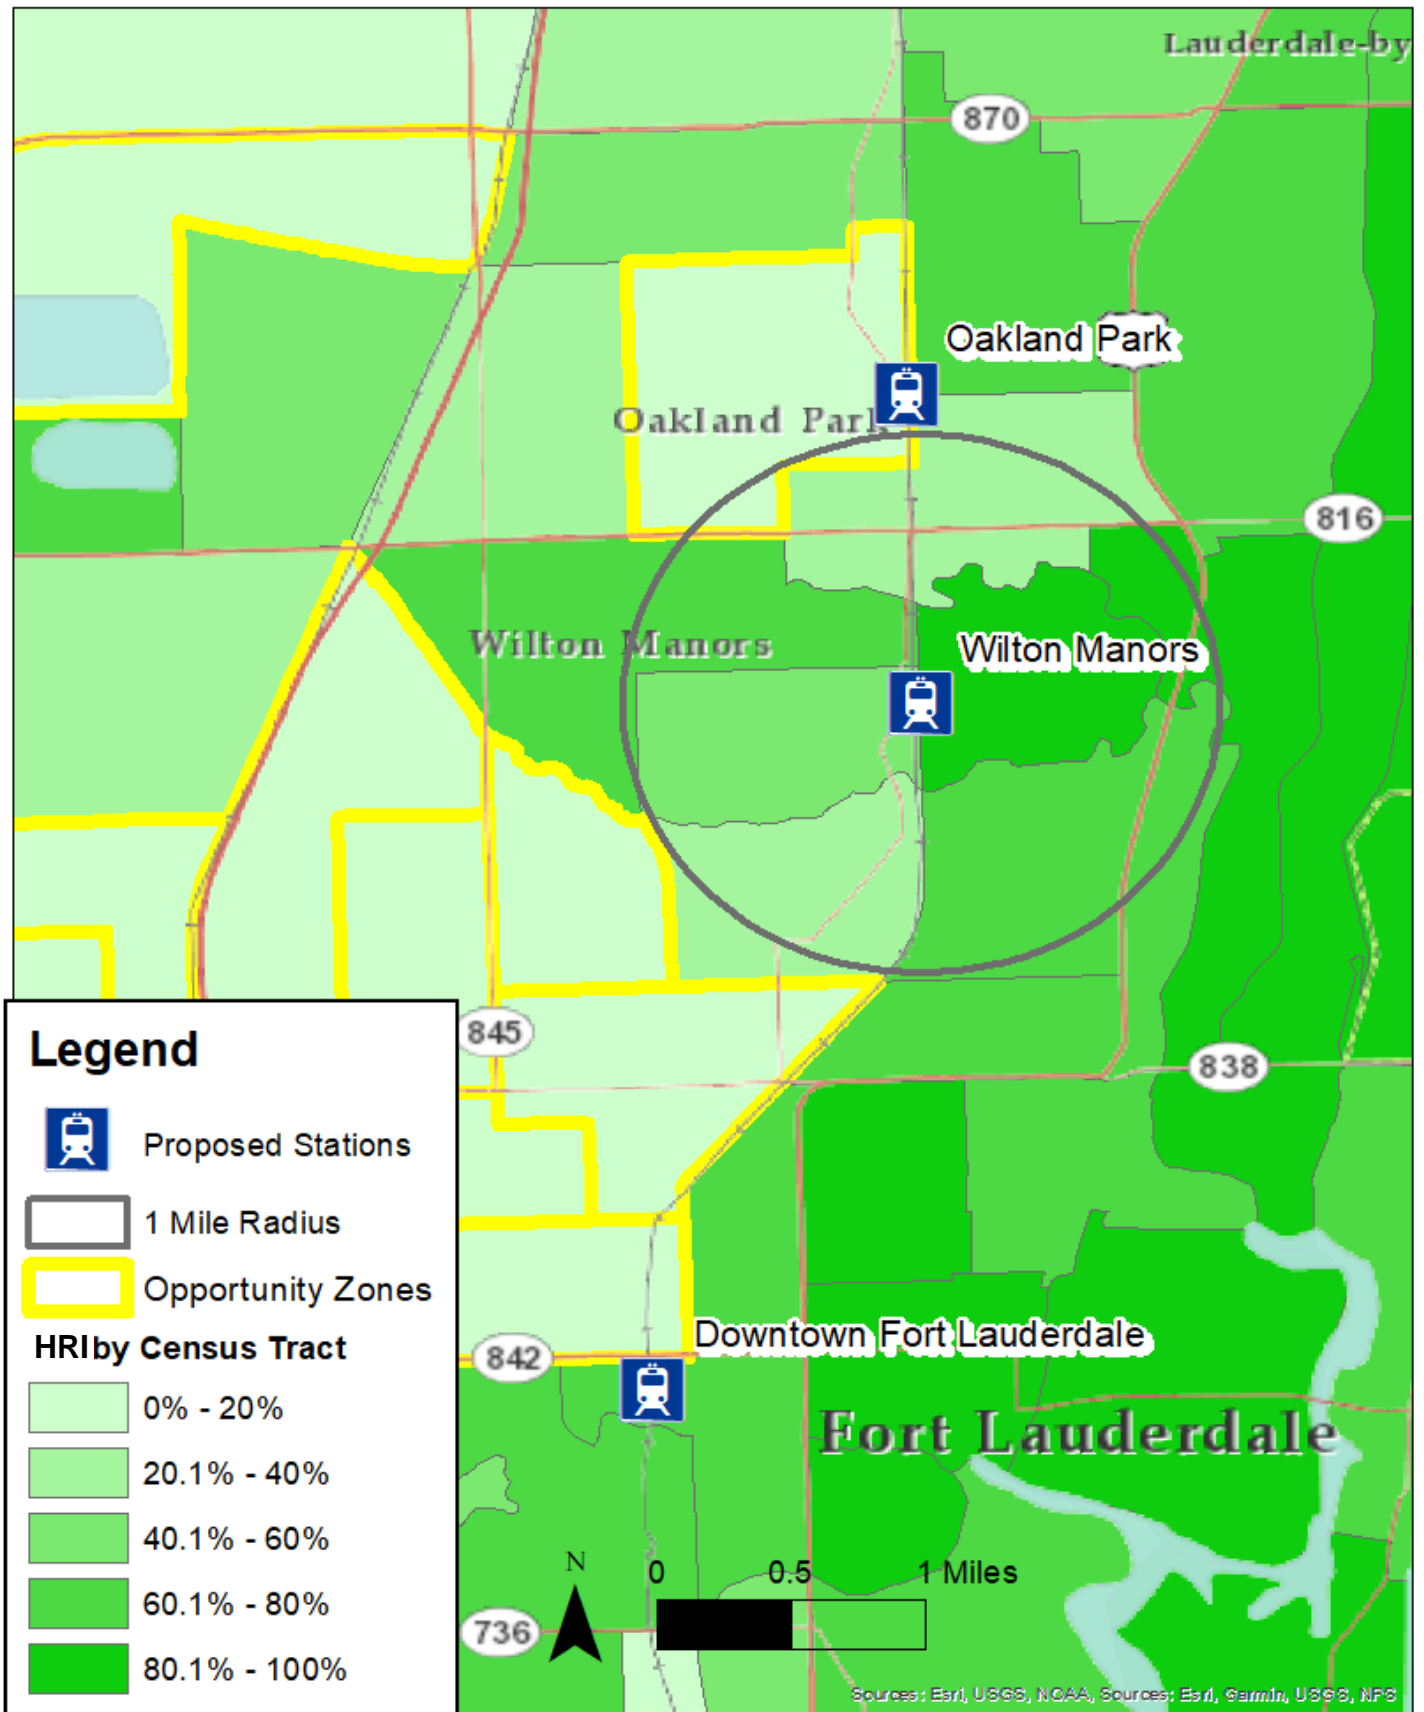 Lauderdale-by
870
Oakland Park
Oakland Park
816
Wilton Manors
Wilton Manors
845
838
Downtown Fort Lauderdale
842
Fort Lauderdale
736
N
0 0.5 1 Miles
Sources: Esri, USGS, NOAA, Sources: Esri, Garmin, USGS, NPS
Legend
Proposed Stations
1 Mile Radius
Opportunity Zones
HRI by Census Tract
0% - 20%
20.1% - 40%
40.1% - 60%
60.1% - 80%
80.1% - 100%